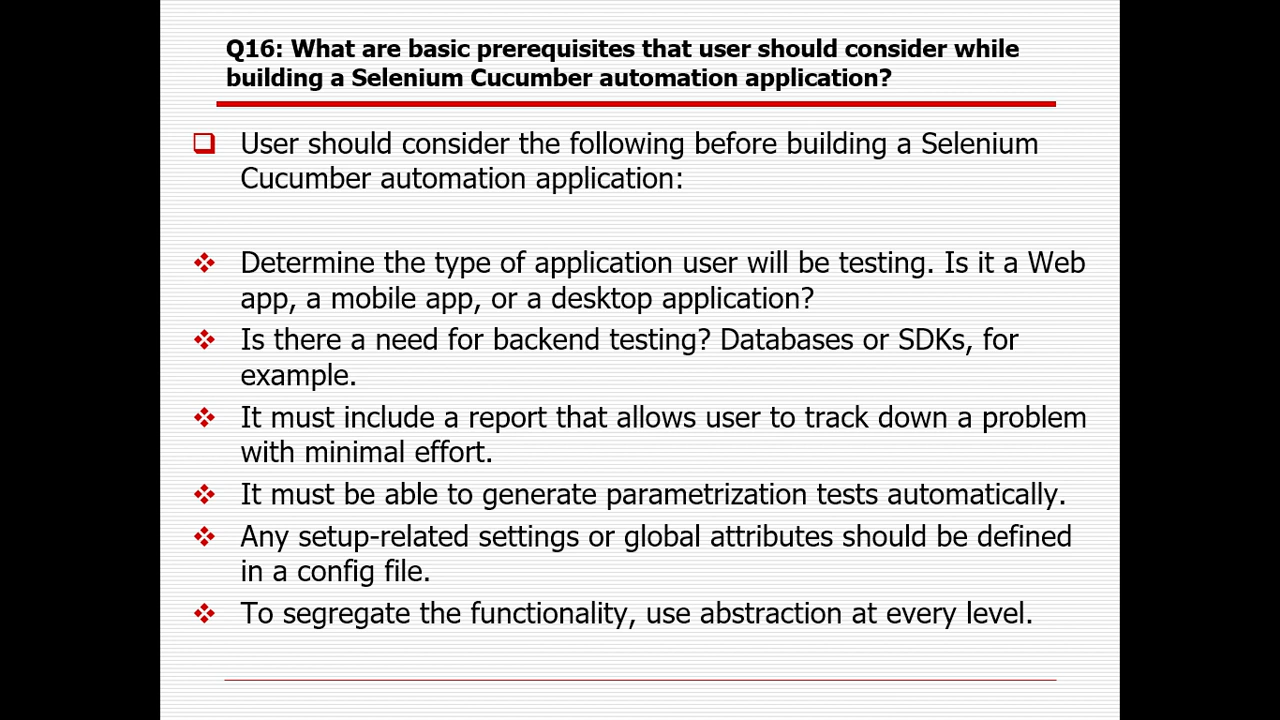 Q16: What are basic prerequisites that user should consider while
building a Selenium Cucumber automation application?
User should consider the following before building a Selenium
Cucumber automation application:
Determine the type of application user will be testing. Is it a Web
app, a mobile app, or a desktop application?
Is there a need for backend testing? Databases or SDKs, for
example.
It must include a report that allows user to track down a problem
with minimal effort.
It must be able to generate parametrization tests automatically.
Any setup-related settings or global attributes should be defined
in a config file.
To segregate the functionality, use abstraction at every level.